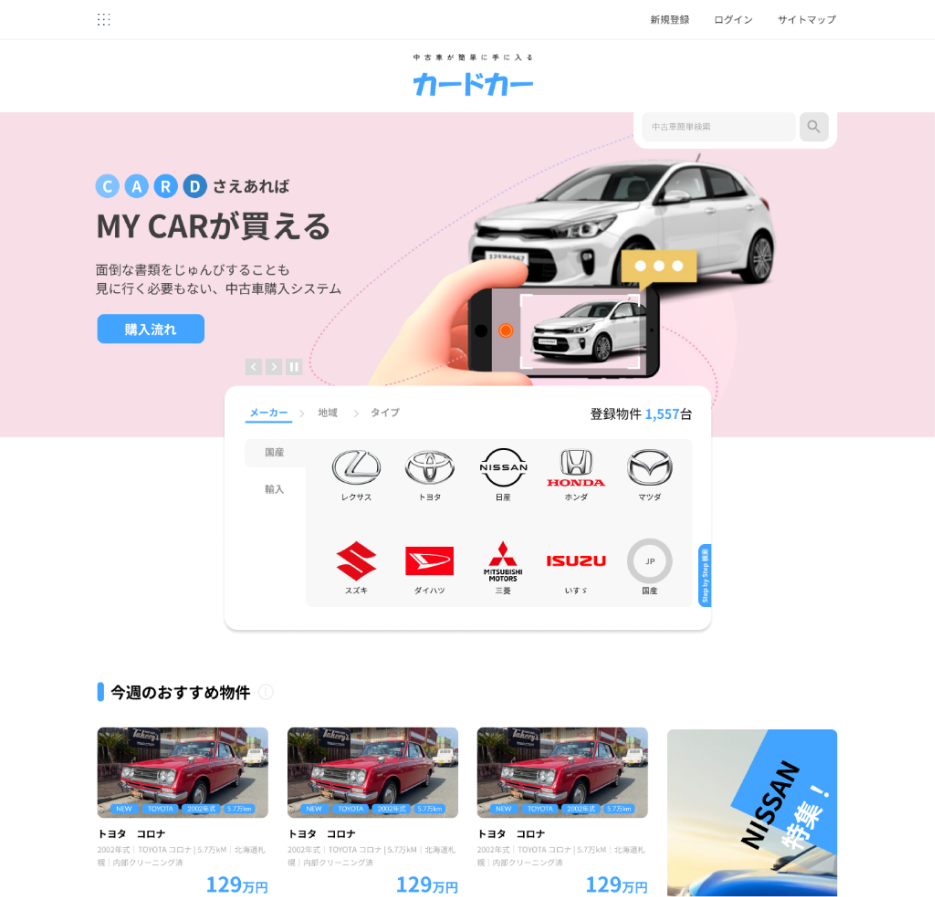 新規登録
ログイン
サイトマップ
中古車が簡単に手に入る
カードカー
中古車簡単検索
CARD さえあれば
MY CARが買える
面倒な書類をじゅんびすることも
見に行く必要もない、中古車購入システム
購入流れ
メーカー
地域
タイプ
登録物件 1,557台
国産
輸入
NISSAN
HONDA
レクサス
トヨタ
日産
ホンダ
マツダ
MITSUBISHI
MOTORS
ISUZU
JP
スズキ
ダイハツ
三菱
いすゞ
国産
Step by Step 検索
今週のおすすめ物件
NEW TOYOTA 2002年式 5.7万km
トヨタ コロナ
2002年式 | TOYOTA コロナ | 5.7万kM | 北海道札
幌 | 内部クリーニング済
129万円
NEW TOYOTA 2002年式 5.7万km
トヨタ コロナ
2002年式 | TOYOTA コロナ | 5.7万kM | 北海道札
幌 | 内部クリーニング済
129万円
NEW TOYOTA 2002年式 5.7万km
トヨタ コロナ
2002年式 | TOYOTA コロナ | 5.7万kM | 北海道札
幌 | 内部クリーニング済
129万円
NISSAN
特集！